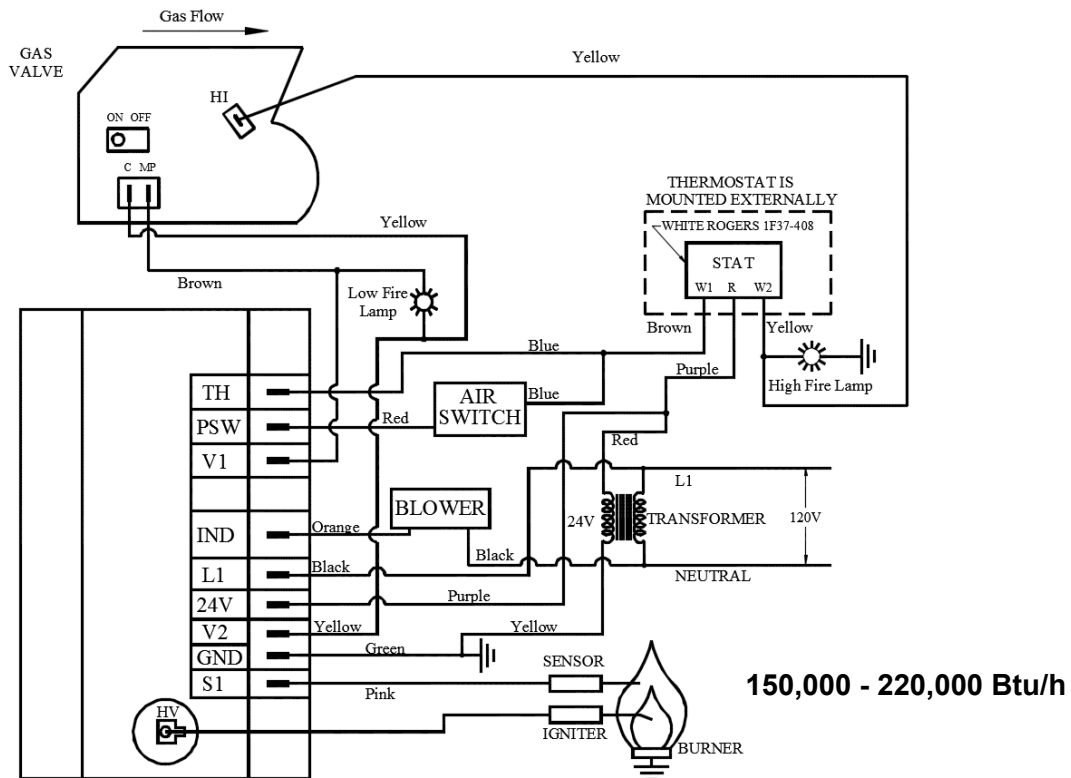 Gas Flow
GAS
VALVE
Yellow
HI
ON OFF
C MP
THERMOSTAT IS
MOUNTED EXTERNALLY
WHITE ROGERS 1F37-408
STAT
W1 R W2
Yellow
Brown
Low Fire
Lamp
Brown
Yellow
Blue
Purple
High Fire Lamp
TH
AIR
SWITCH
Blue
PSW
Red
Red
V1
L1
BLOWER
24V
TRANSFORMER
120V
IND
Orange
Black
NEUTRAL
L1
Black
24V
Purple
V2
Yellow
Yellow
GND
Green
SENSOR
S1
Pink
150,000 - 220,000 Btu/h
HV
IGNITER
BURNER